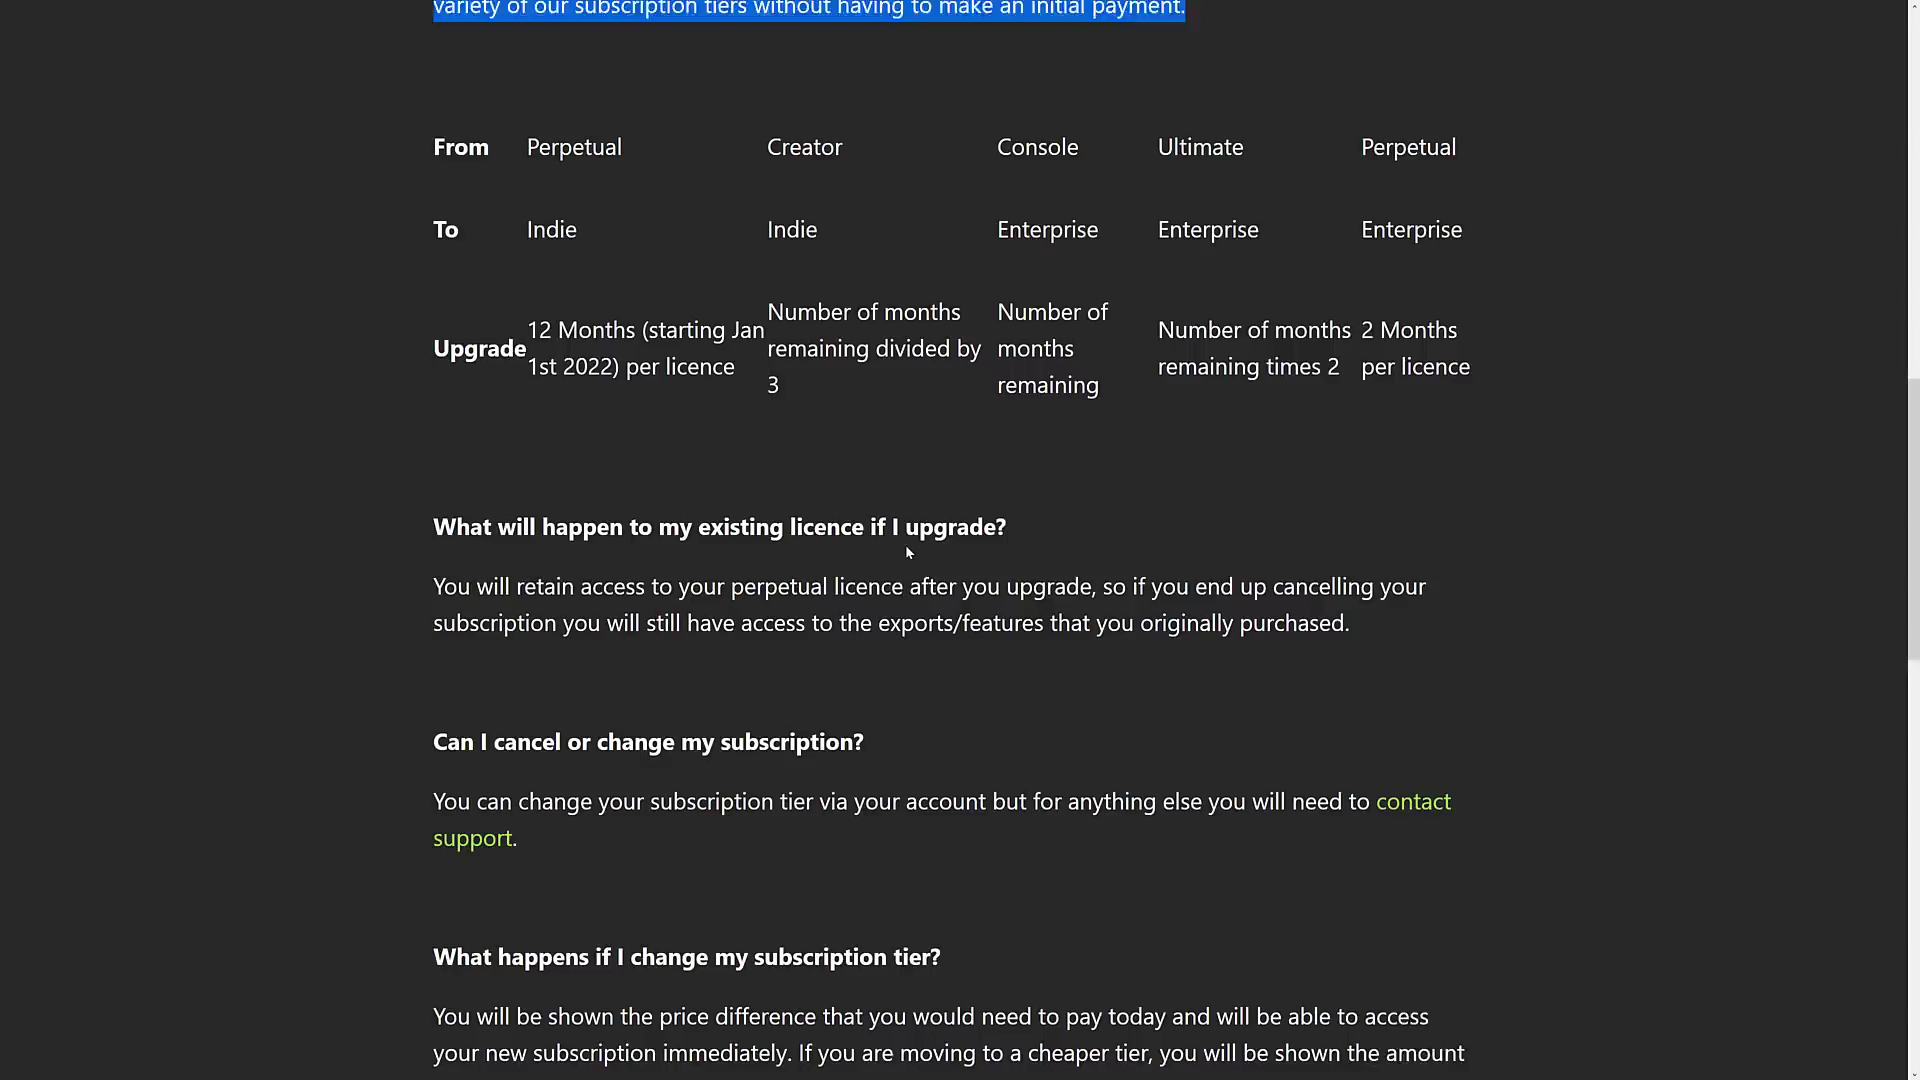 variety of our subscription tiers without having to make an initial payment.
From Perpetual Creator Console Ultimate Perpetual
To Indie Indie Enterprise Enterprise Enterprise
Upgrade
12 Months (starting Jan
1st 2022) per licence
Number of months
remaining divided by
3
Number of
months
remaining
Number of months
remaining times 2
2 Months
per licence
What will happen to my existing licence if I upgrade?
You will retain access to your perpetual licence after you upgrade, so if you end up cancelling your
subscription you will still have access to the exports/features that you originally purchased.
Can I cancel or change my subscription?
You can change your subscription tier via your account but for anything else you will need to contact
support.
What happens if I change my subscription tier?
You will be shown the price difference that you would need to pay today and will be able to access
your new subscription immediately. If you are moving to a cheaper tier, you will be shown the amount